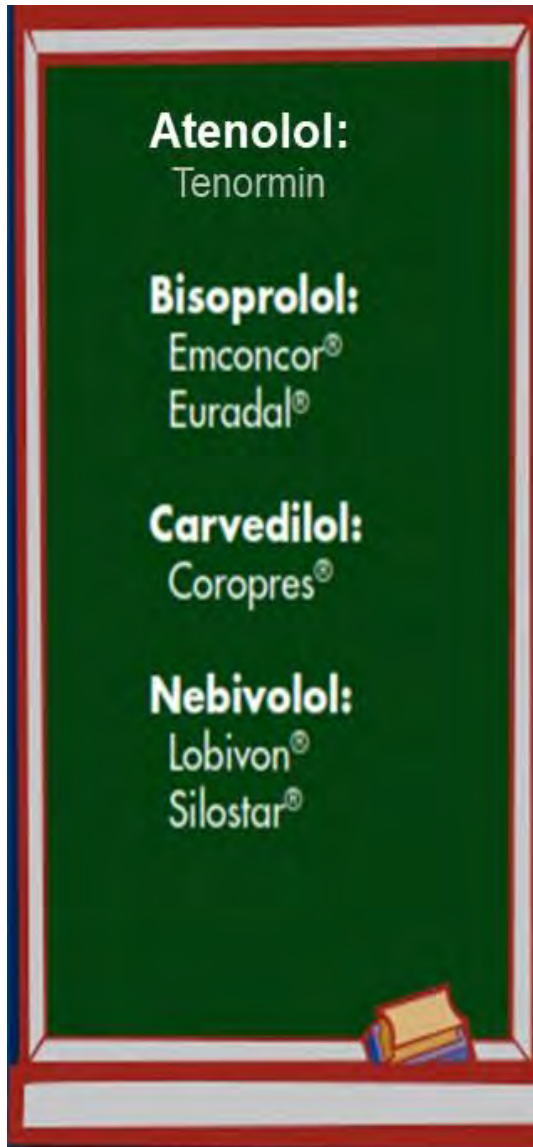 Atenolol:
Tenormin
Bisoprolol:
Emconcor®
Euradal®
Carvedilol:
Coropres®
Nebivolol:
Lobivon®
Silostar®